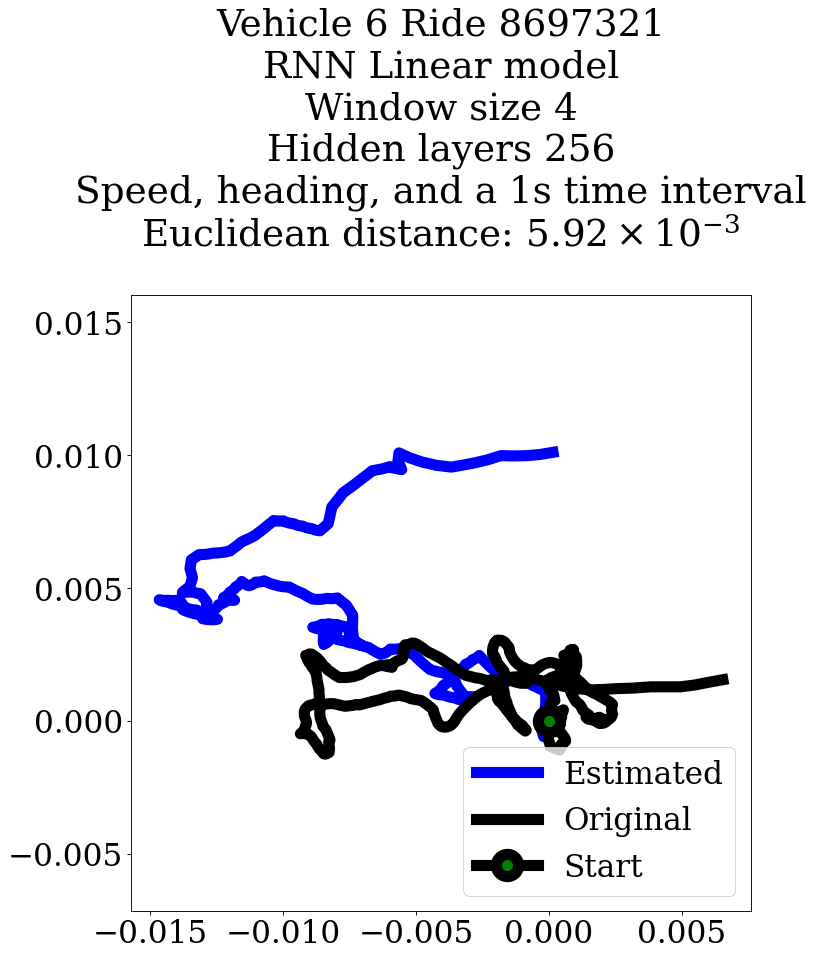 Vehicle 6 Ride 8697321
RNN Linear model
Window size 4
Hidden layers 256
Speed, heading, and a 1s time interval
Euclidean distance: 5.92 × 10⁻³
0.015
0.010
0.005
0.000
−0.005
−0.015 −0.010 −0.005 0.000 0.005
Estimated
Original
Start